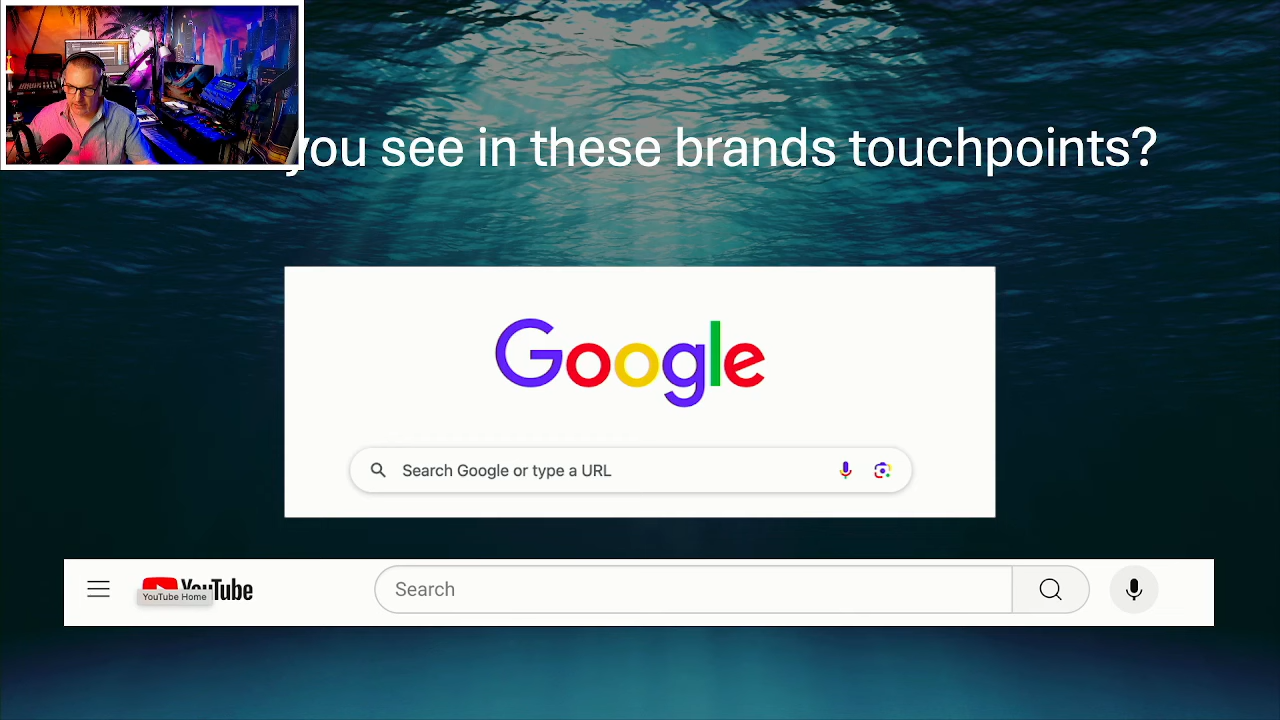 you see in these brands touchpoints?
Google
Search Google or type a URL
YouTube
YouTube Home
Search